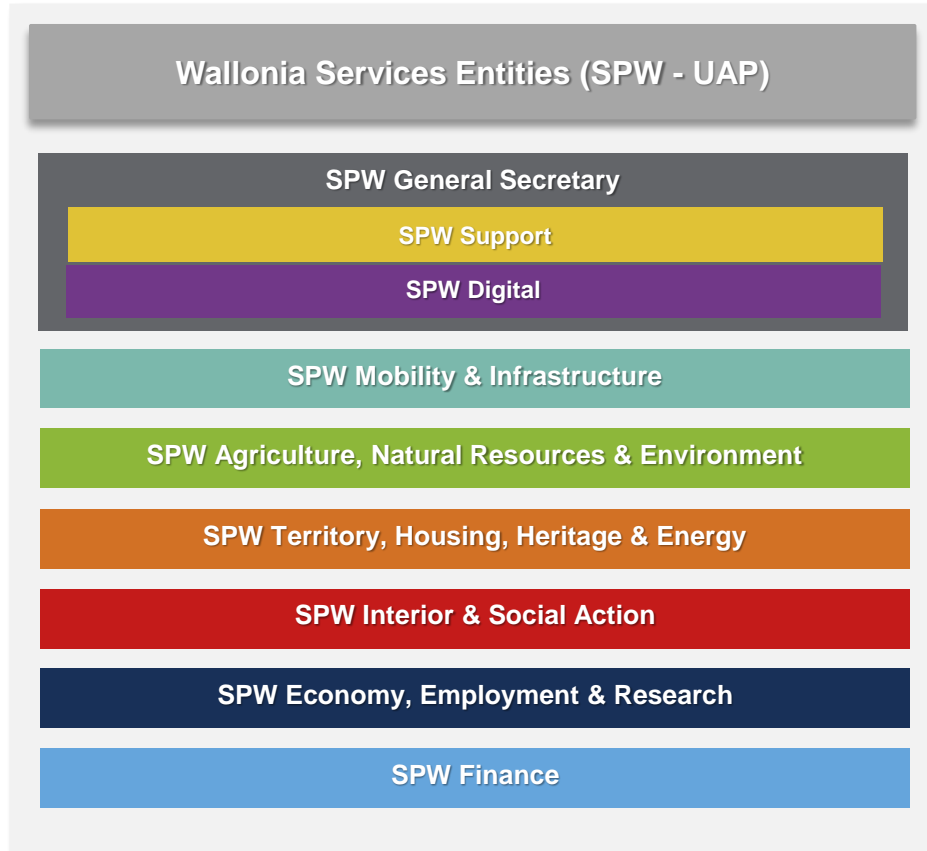 Wallonia Services Entities (SPW - UAP)
SPW General Secretary
SPW Support
SPW Digital
SPW Mobility & Infrastructure
SPW Agriculture, Natural Resources & Environment
SPW Territory, Housing, Heritage & Energy
SPW Interior & Social Action
SPW Economy, Employment & Research
SPW Finance